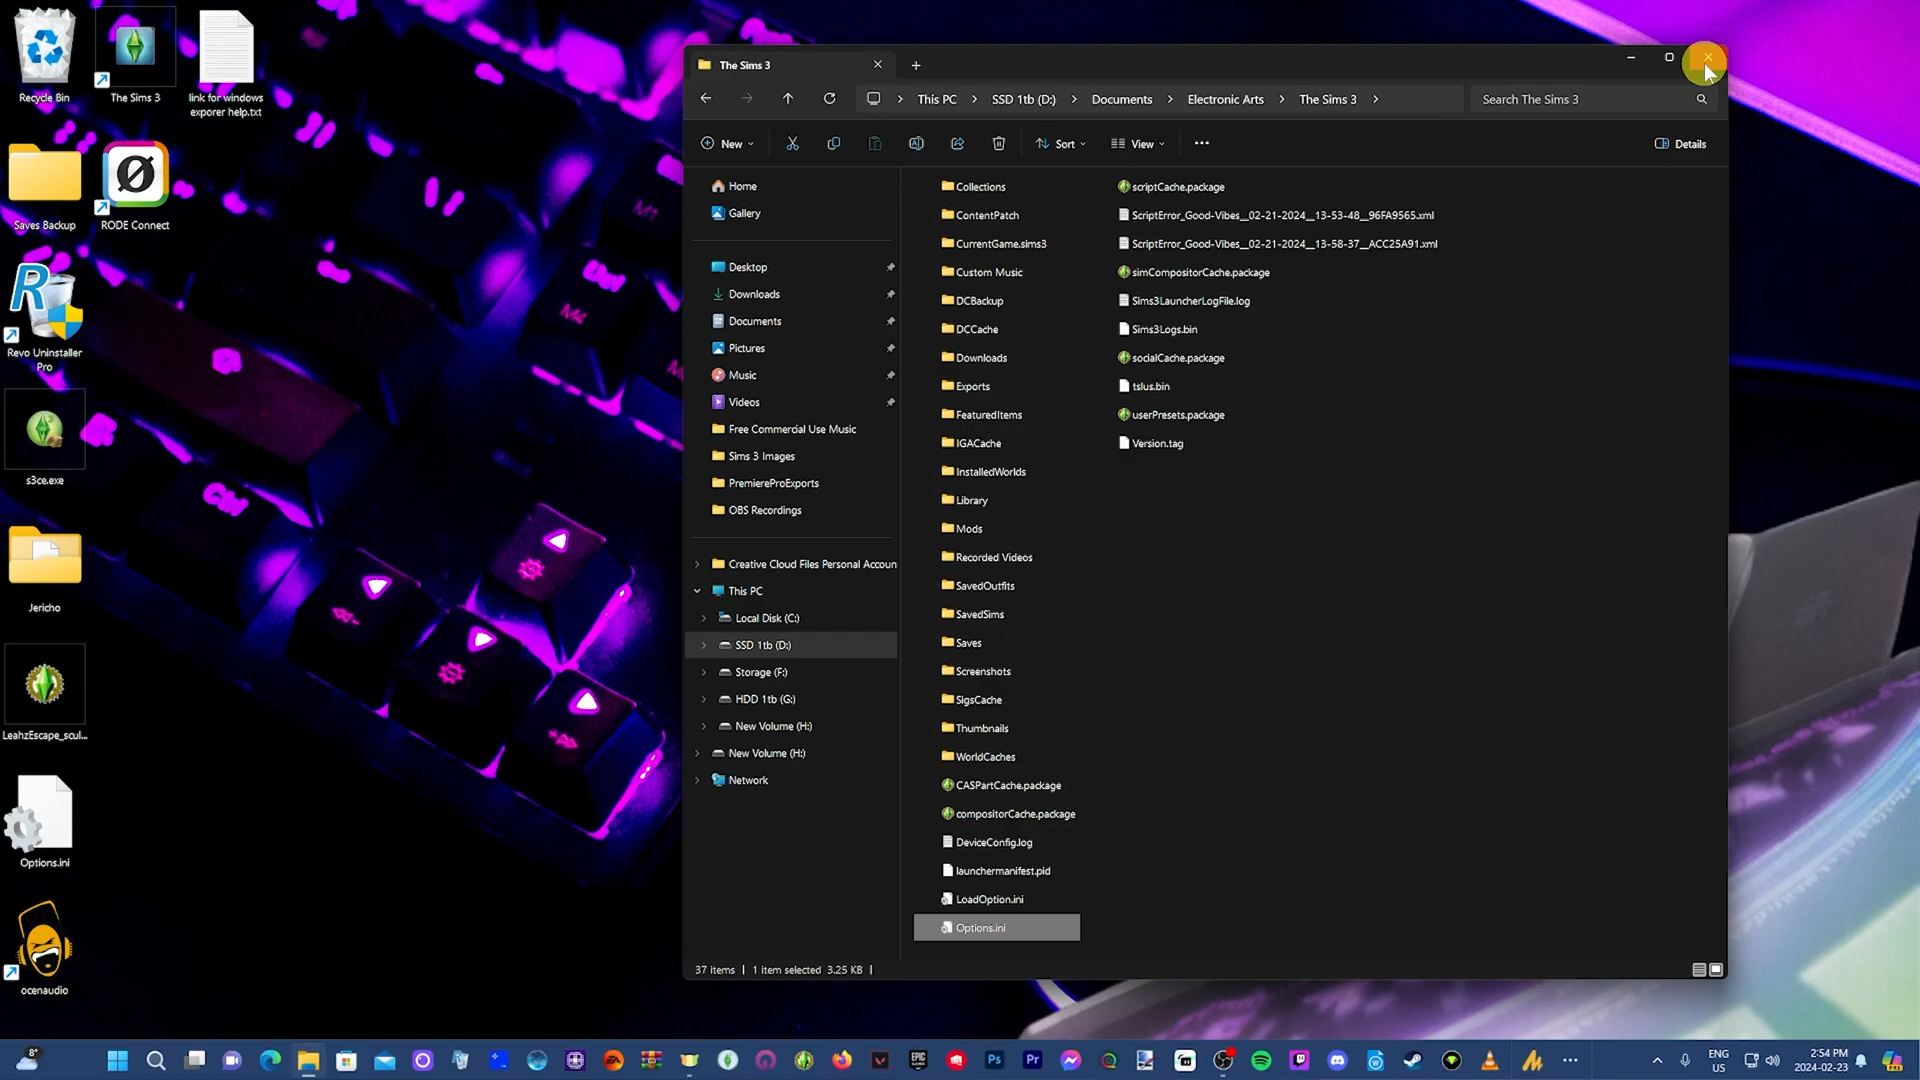 Recycle Bin
The Sims 3
link for windows
exporer help.txt
Saves Backup
RODE Connect
Revo Uninstaller
Pro
s3ce.exe
Jericho
LeahzEscape_scul...
Options.ini
ocenaudio
The Sims 3
This PC
SSD 1tb (D:)
Documents
Electronic Arts
The Sims 3
Search The Sims 3
New
Sort
View
Details
Home
Gallery
Desktop
Downloads
Documents
Pictures
Music
Videos
Free Commercial Use Music
Sims 3 Images
PremiereProExports
OBS Recordings
Creative Cloud Files Personal Accoun
This PC
Local Disk (C:)
SSD 1tb (D:)
Storage (F:)
HDD 1tb (G:)
New Volume (H:)
New Volume (H:)
Network
Collections
ContentPatch
CurrentGame.sims3
Custom Music
DCBackup
DCCache
Downloads
Exports
FeaturedItems
IGACache
InstalledWorlds
Library
Mods
Recorded Videos
SavedOutfits
SavedSims
Saves
Screenshots
SigsCache
Thumbnails
WorldCaches
CASPartCache.package
compositorCache.package
DeviceConfig.log
launchermanifest.pid
LoadOption.ini
Options.ini
scriptCache.package
ScriptError_Good-Vibes__02-21-2024__13-53-48__96FA9565.xml
ScriptError_Good-Vibes__02-21-2024__13-58-37__ACC25A91.xml
simCompositorCache.package
Sims3LauncherLogFile.log
Sims3Logs.bin
socialCache.package
tslus.bin
userPresets.package
Version.tag
37 items
1 item selected 3.25 KB
8°
ENG
US
2:54 PM
2024-02-23